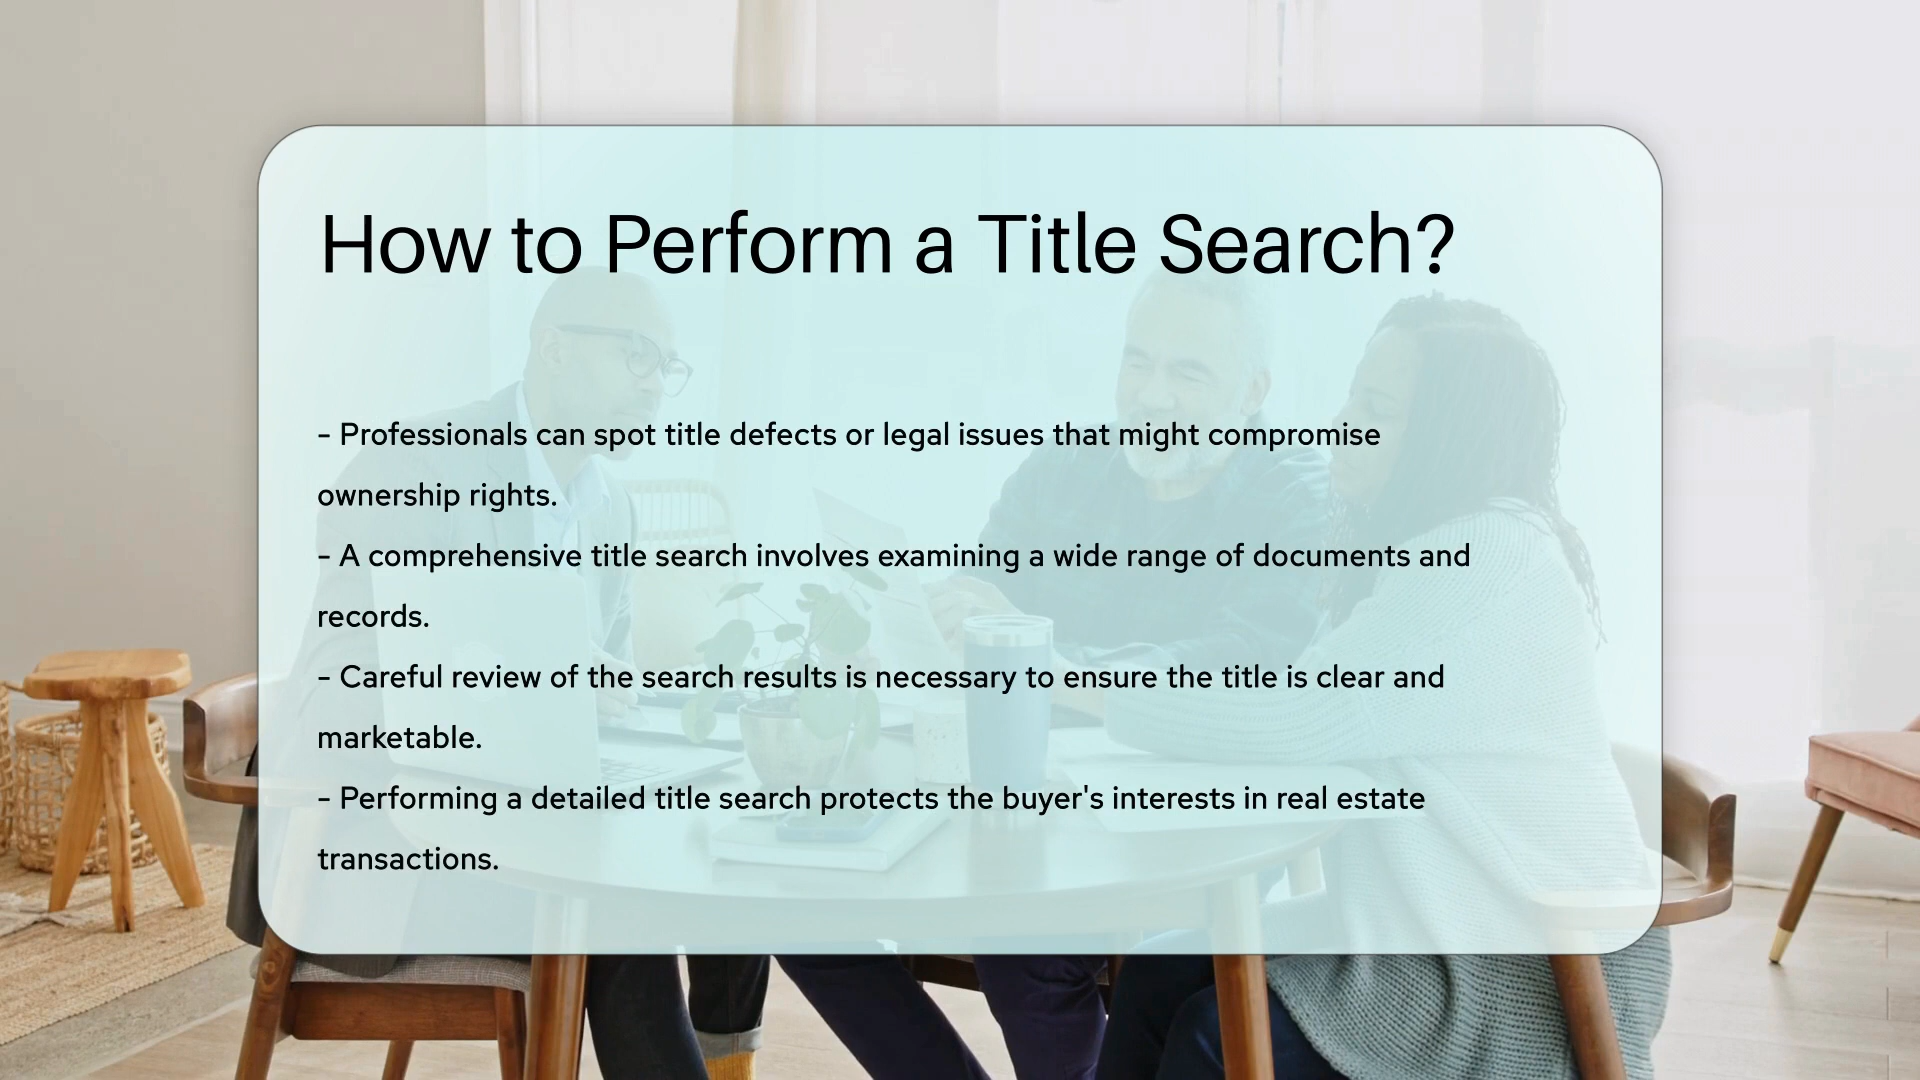 How to Perform a Title Search?
- Professionals can spot title defects or legal issues that might compromise
ownership rights.
- A comprehensive title search involves examining a wide range of documents and
records.
- Careful review of the search results is necessary to ensure the title is clear and
marketable.
- Performing a detailed title search protects the buyer's interests in real estate
transactions.